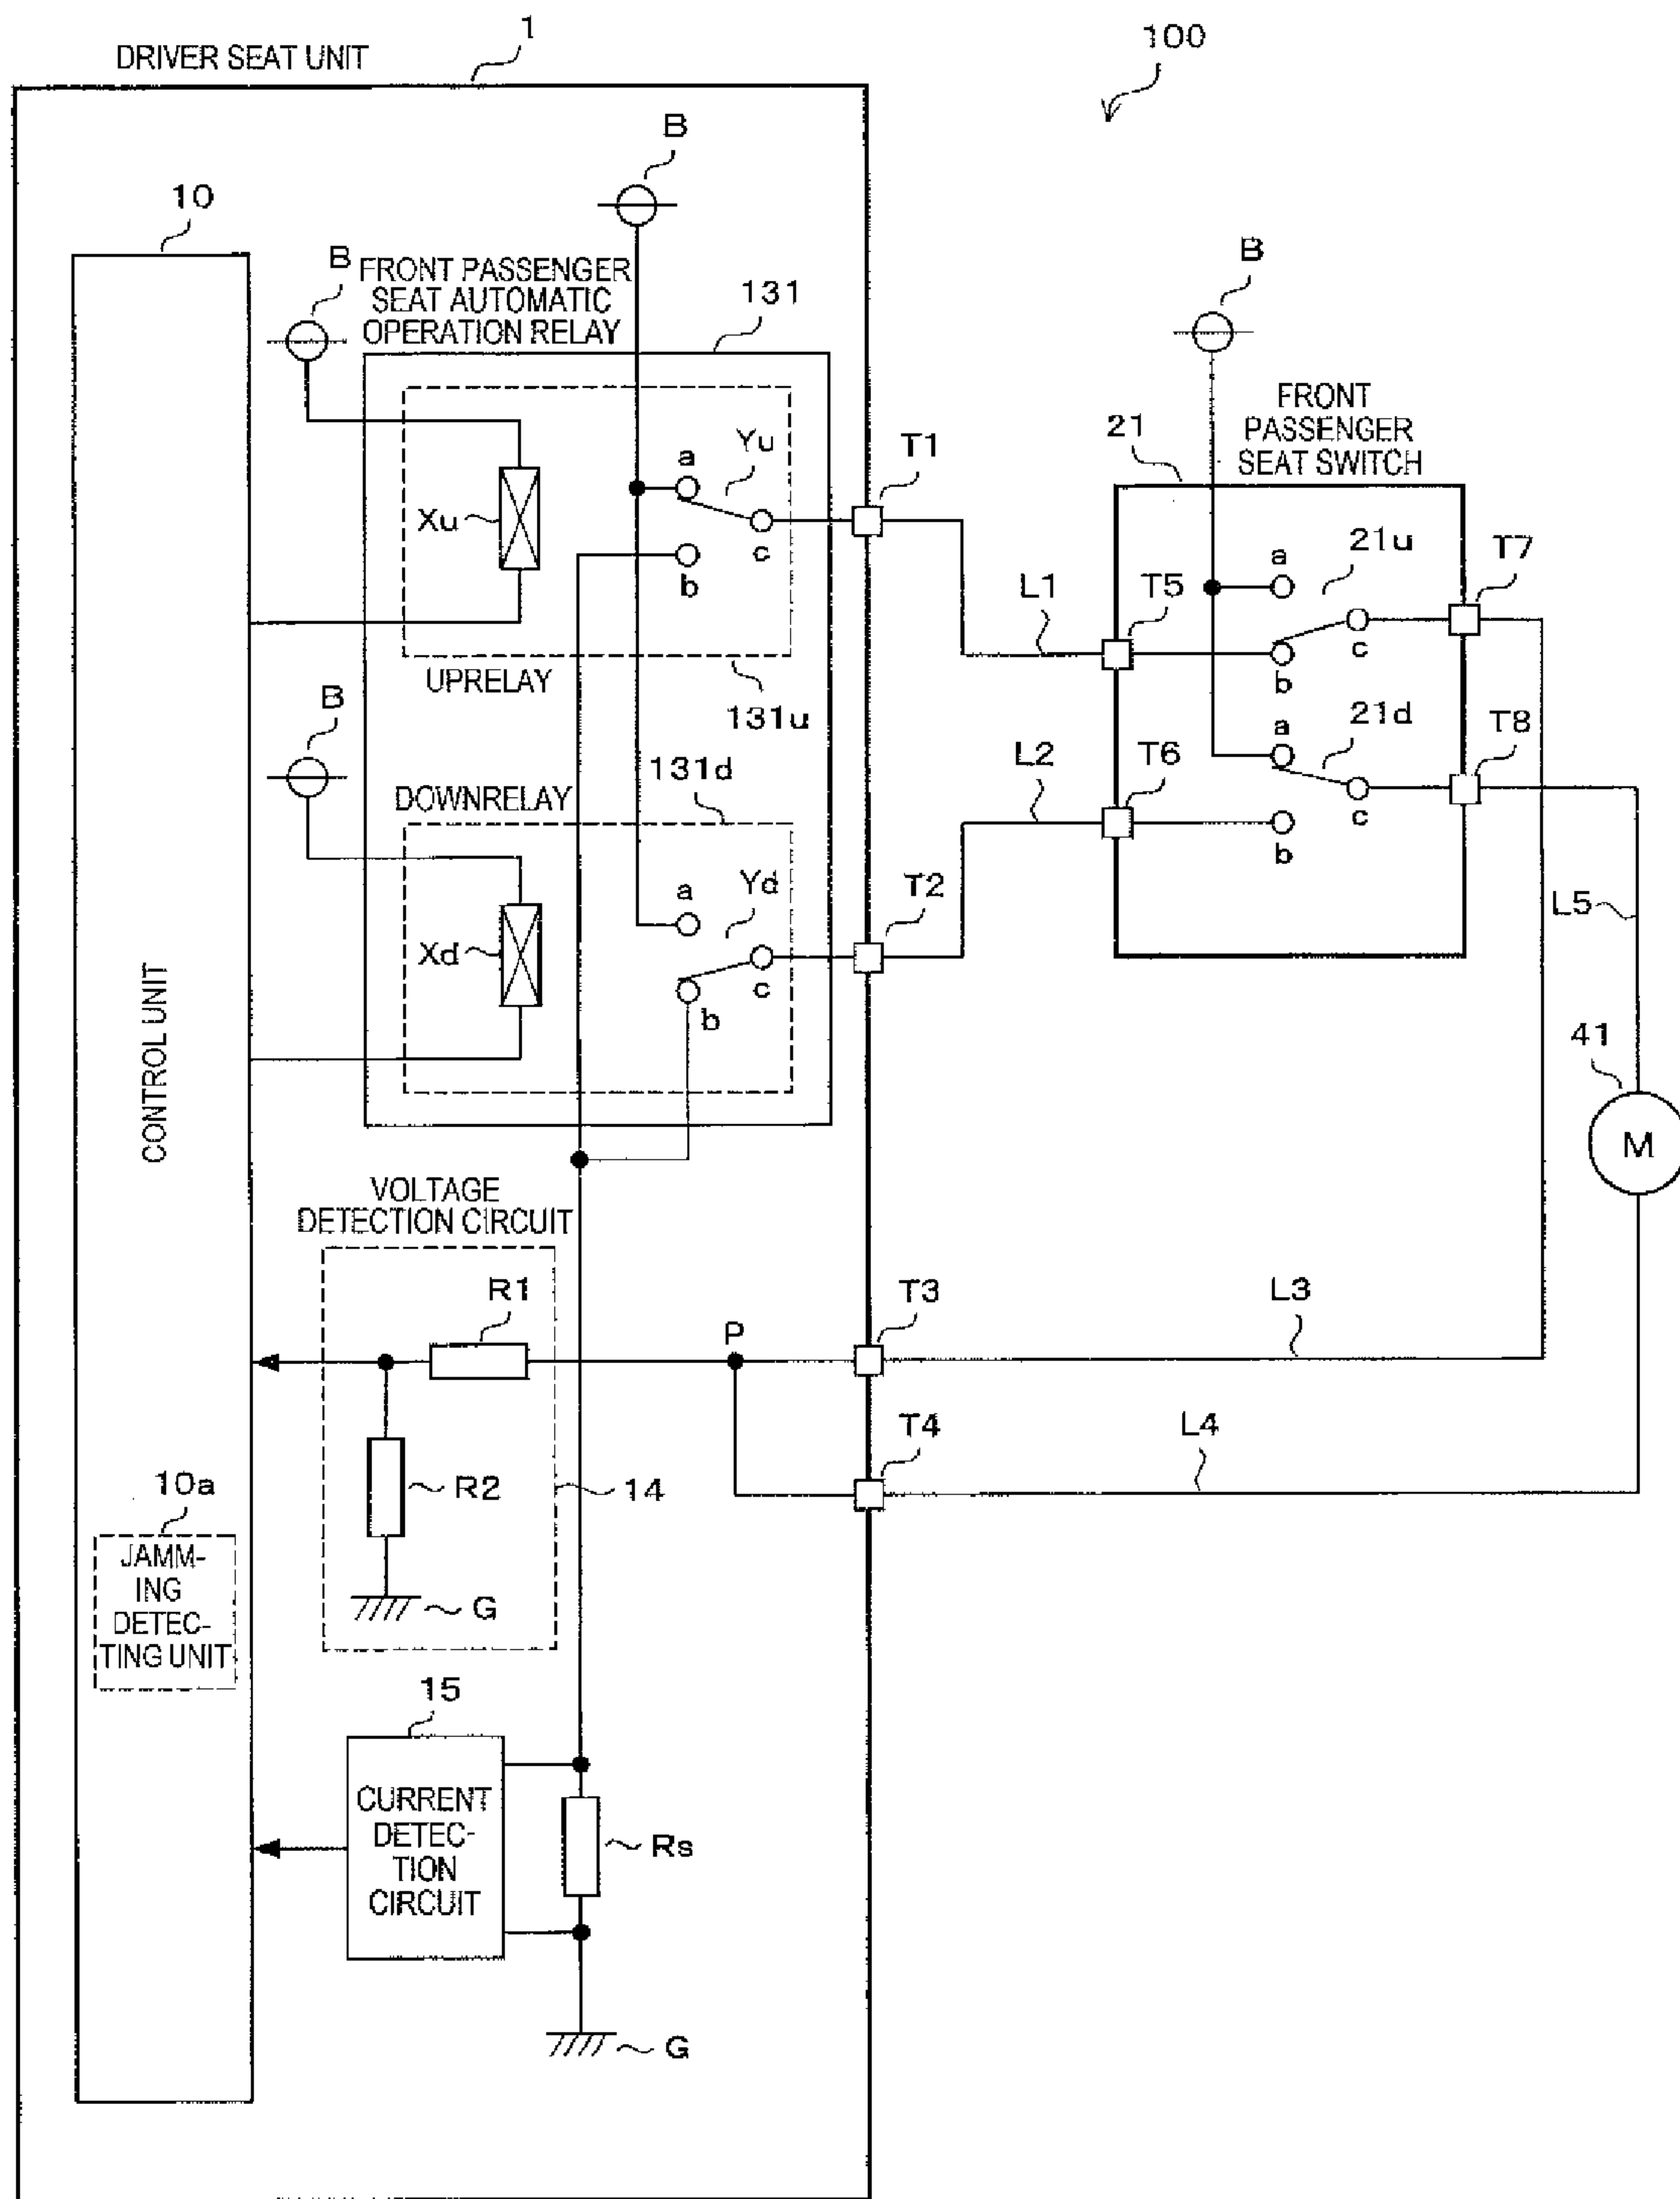 1
100
DRIVER SEAT UNIT
B
10
B
FRONT PASSENGER
SEAT AUTOMATIC
OPERATION RELAY
131
B
FRONT
PASSENGER
SEAT SWITCH
21
a
Yu
T1
Xu
c
b
a
21u
T7
L1
T5
c
b
UPRELAY
131u
B
a
21d
T8
131d
L2
T6
c
b
DOWNRELAY
a
Yd
T2
L5
Xd
c
b
CONTROL UNIT
41
M
VOLTAGE
DETECTION CIRCUIT
R1
P
T3
L3
T4
L4
R2
14
10a
JAMM-
ING
DETEC-
TING UNIT
G
15
CURRENT
DETEC-
TION
CIRCUIT
Rs
G